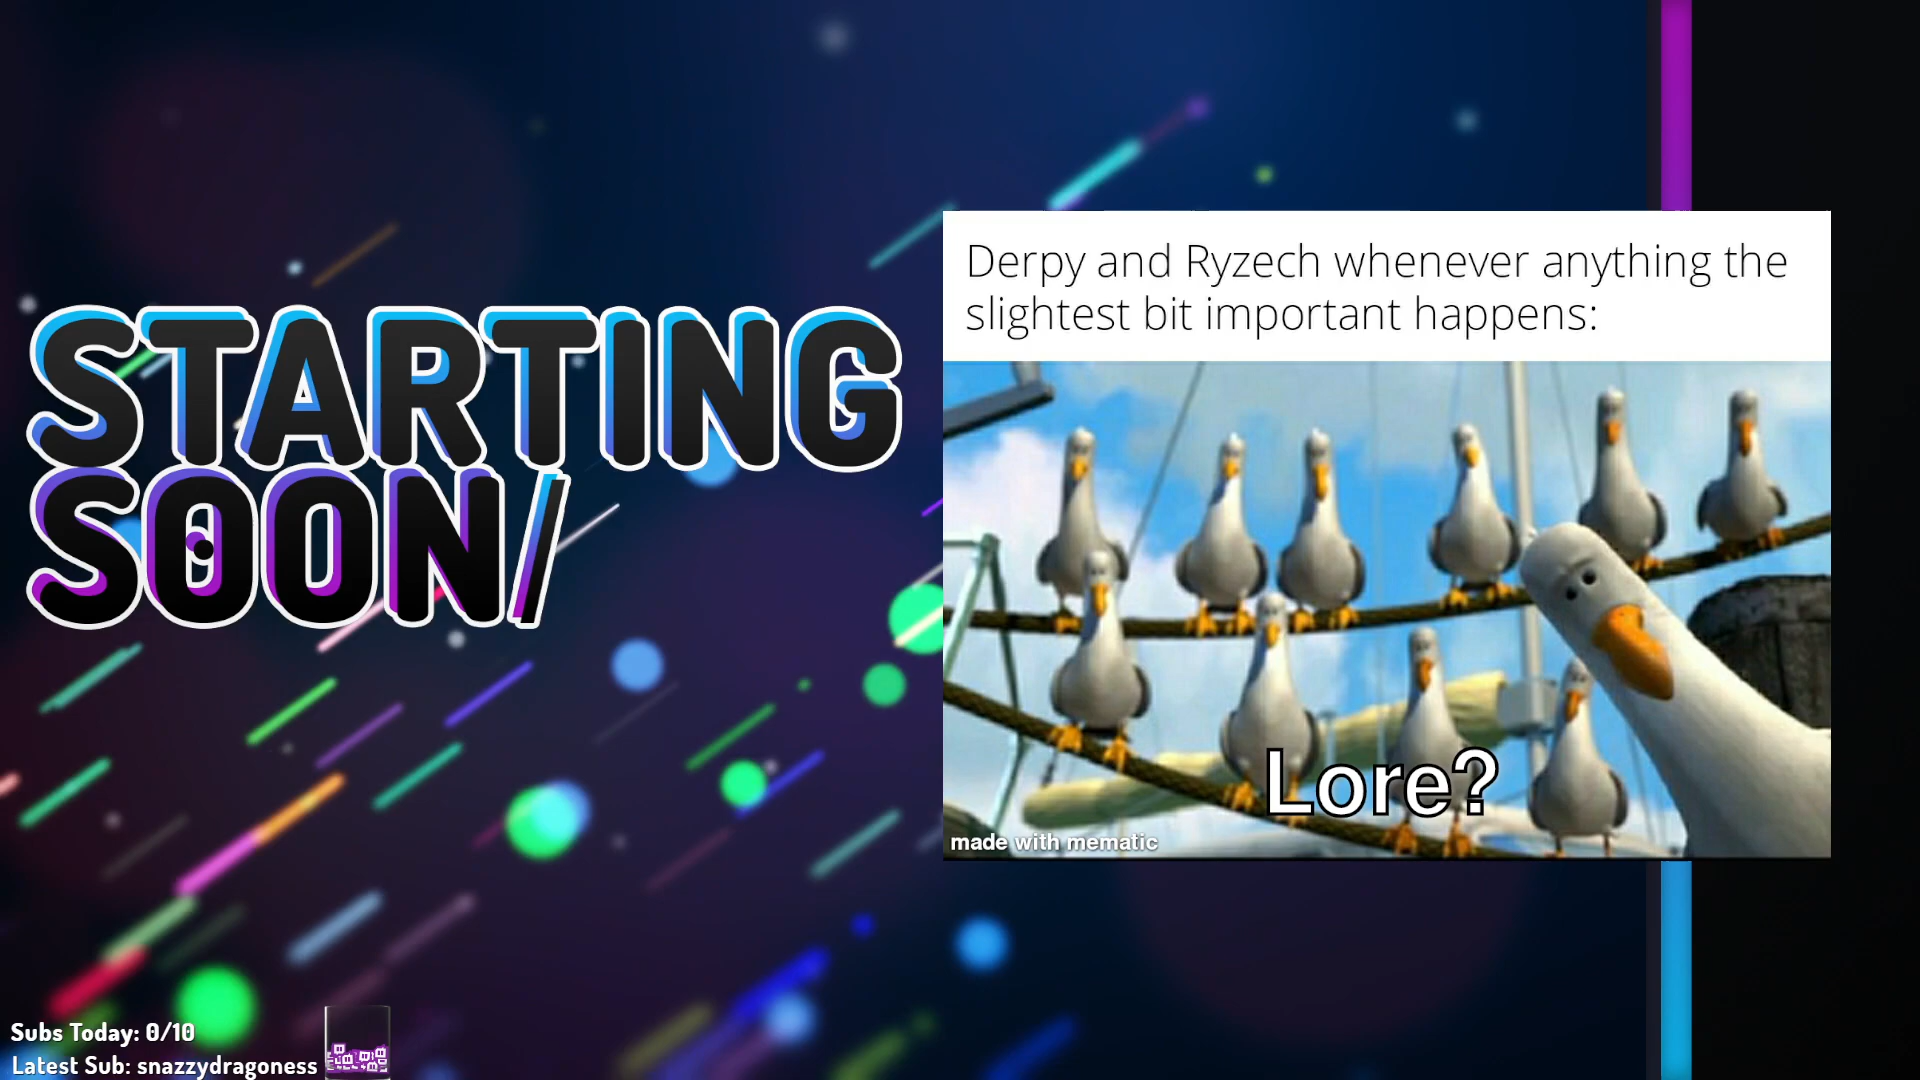 STARTING
SOON/
Derpy and Ryzech whenever anything the
slightest bit important happens:
Lore?
made with mematic
Subs Today: 0/10
Latest Sub: snazzydragoness